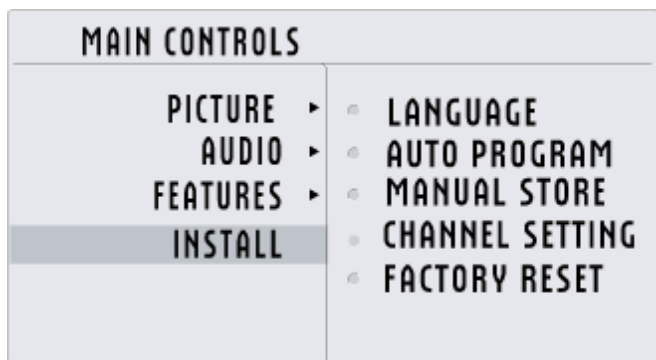 MAIN CONTROLS
PICTURE
AUDIO
FEATURES
INSTALL
LANGUAGE
AUTO PROGRAM
MANUAL STORE
CHANNEL SETTING
FACTORY RESET